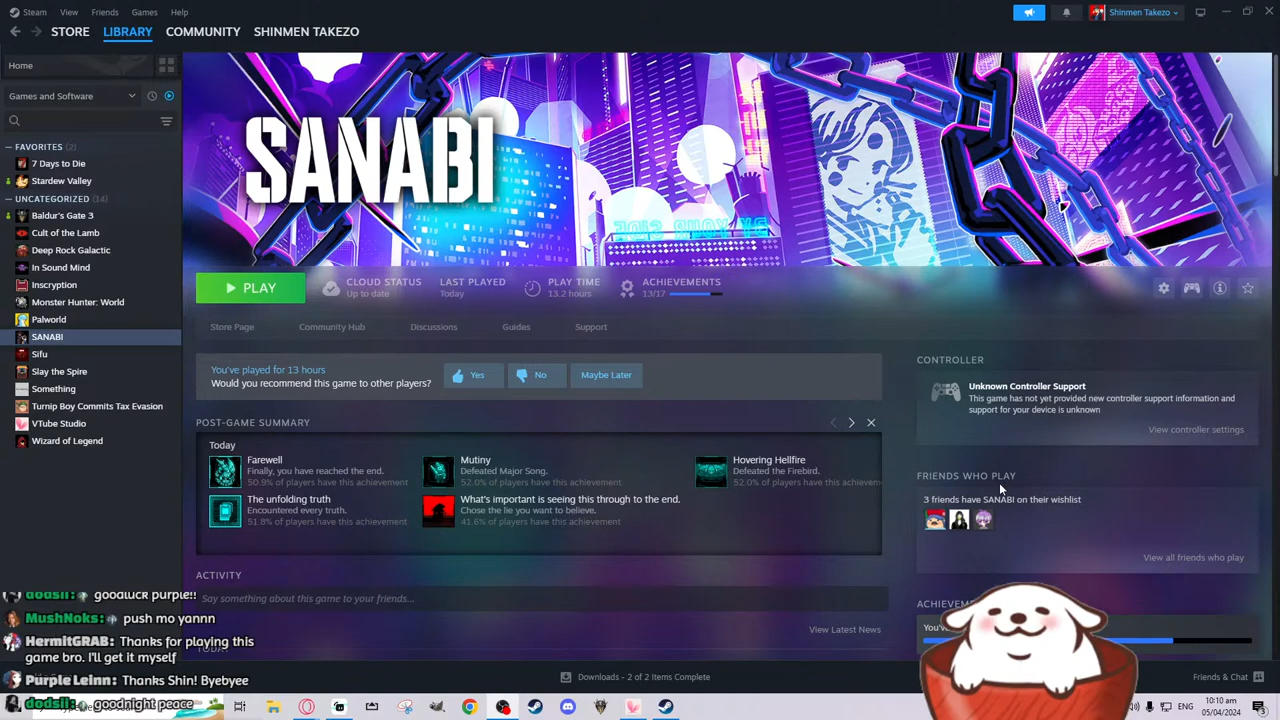 Steam View Friends Games Help
Shinmen Takezo
STORE LIBRARY COMMUNITY SHINMEN TAKEZO
Home
Games and Software
FAVORITES (2)
7 Days to Die
Stardew Valley
UNCATEGORIZED (14)
Baldur's Gate 3
Cult of the Lamb
Deep Rock Galactic
In Sound Mind
Inscryption
Monster Hunter: World
Palworld
SANABI
Sifu
Slay the Spire
Something
Turnip Boy Commits Tax Evasion
VTube Studio
Wizard of Legend
SANABI
BY YOUR SIDE
PLAY
CLOUD STATUS
Up to date
LAST PLAYED
Today
PLAY TIME
13.2 hours
ACHIEVEMENTS
13/17
Store Page Community Hub Discussions Guides Support
You've played for 13 hours
Would you recommend this game to other players?
Yes
No
Maybe Later
POST-GAME SUMMARY
Today
Farewell
Finally, you have reached the end.
50.9% of players have this achievement
Mutiny
Defeated Major Song.
52.0% of players have this achievement
Hovering Hellfire
Defeated the Firebird.
52.0% of players have this achievement
The unfolding truth
Encountered every truth.
51.8% of players have this achievement
What's important is seeing this through to the end.
Chose the lie you want to believe.
41.6% of players have this achievement
ACTIVITY
Say something about this game to your friends...
View Latest News
CONTROLLER
Unknown Controller Support
This game has not yet provided new controller support information and
support for your device is unknown
View controller settings
FRIENDS WHO PLAY
3 friends have SANABI on their wishlist
View all friends who play
dodsii: goodluck purple!!
MushNoks: push mo yannn
HermitGRAB: Thanks for playing this
game bro. I'll get it myself
Purple Leinn: Thanks Shin! Byebyee
dodsii: goodnight peace
Downloads - 2 of 2 Items Complete
Friends & Chat
ENG
10:10 am
05/04/2024